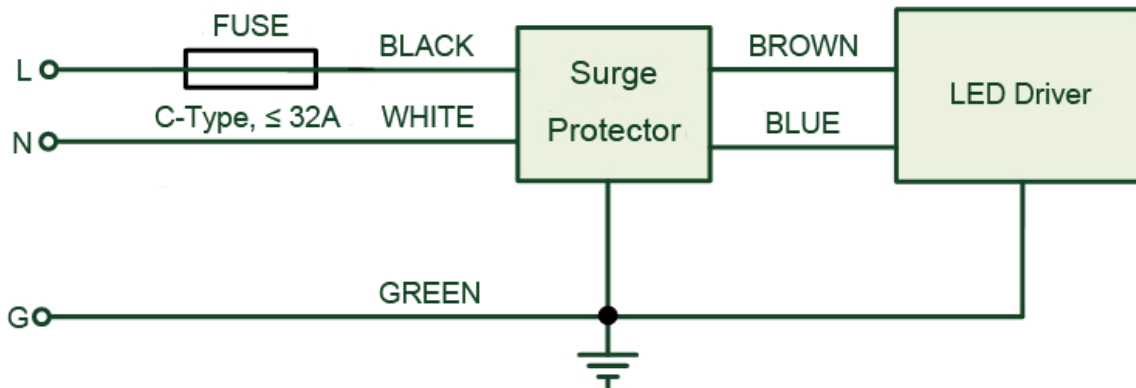 FUSE
L
BLACK
Surge
Protector
BROWN
LED Driver
C-Type, ≤ 32A
N
WHITE
BLUE
G
GREEN